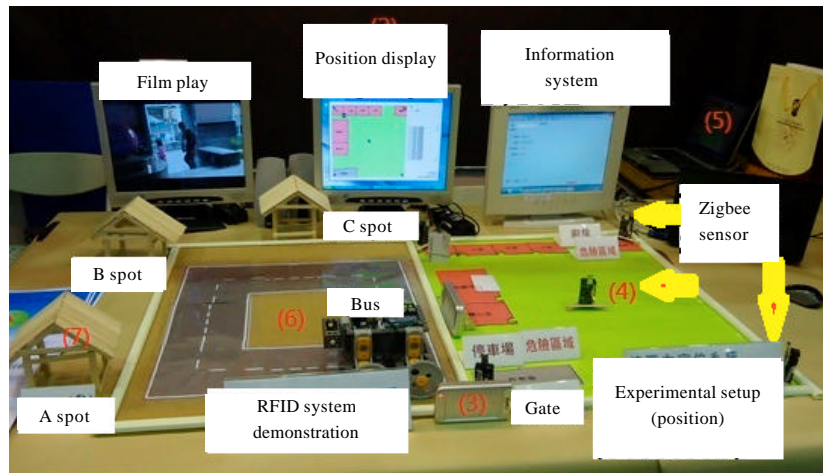 Film play
Position display
Information
system
(5)
Zigbee
sensor
C spot
B spot
A spot
Bus
(6)
(7)
(4)
(3)
危險區域
停車場 危險區域
RFID system
demonstration
Gate
Experimental setup
(position)